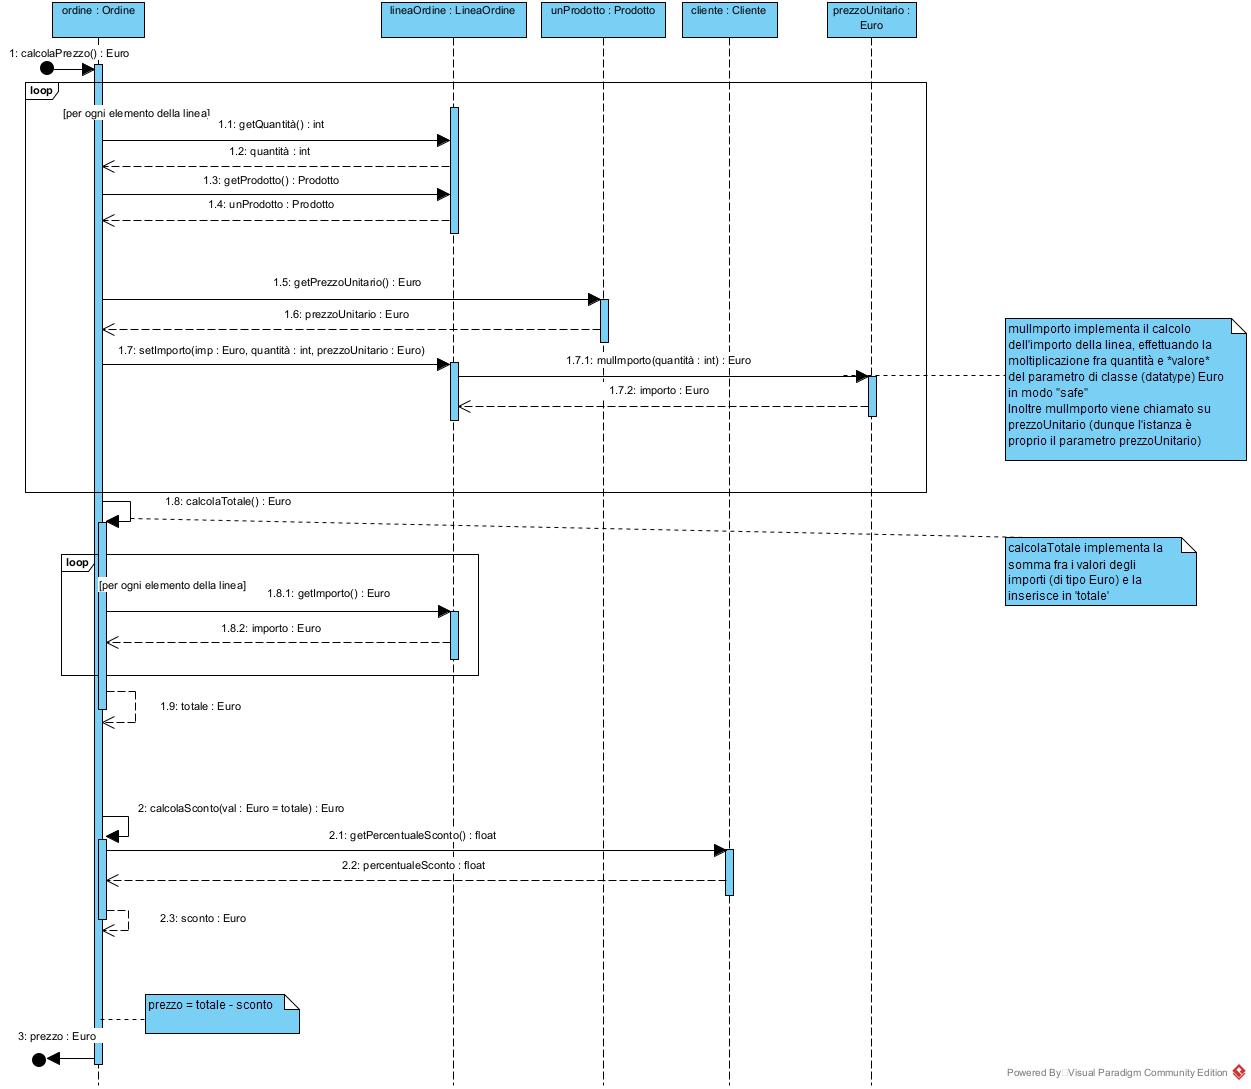 ordine : Ordine
lineaOrdine : LineaOrdine
unProdotto : Prodotto
cliente : Cliente
prezzoUnitario :
Euro
1: calcolaPrezzo() : Euro
loop
[per ogni elemento della linea]
1.1: getQuantità() : int
1.2: quantità : int
1.3: getProdotto() : Prodotto
1.4: unProdotto : Prodotto
1.5: getPrezzoUnitario() : Euro
1.6: prezzoUnitario : Euro
1.7: setImporto(imp : Euro, quantità : int, prezzoUnitario : Euro)
1.7.1: mulImporto(quantità : int) : Euro
1.7.2: importo : Euro
mulImporto implementa il calcolo
dell'importo della linea, effettuando la
moltiplicazione fra quantità e *valore*
del parametro di classe (datatype) Euro
in modo "safe"
Inoltre mulImporto viene chiamato su
prezzoUnitario (dunque l'istanza è
proprio il parametro prezzoUnitario)
1.8: calcolaTotale() : Euro
calcolaTotale implementa la
somma fra i valori degli
importi (di tipo Euro) e la
inserisce in 'totale'
loop
[per ogni elemento della linea]
1.8.1: getImporto() : Euro
1.8.2: importo : Euro
1.9: totale : Euro
2: calcolaSconto(val : Euro = totale) : Euro
2.1: getPercentualeSconto() : float
2.2: percentualeSconto : float
2.3: sconto : Euro
prezzo = totale - sconto
3: prezzo : Euro
Powered By Visual Paradigm Community Edition